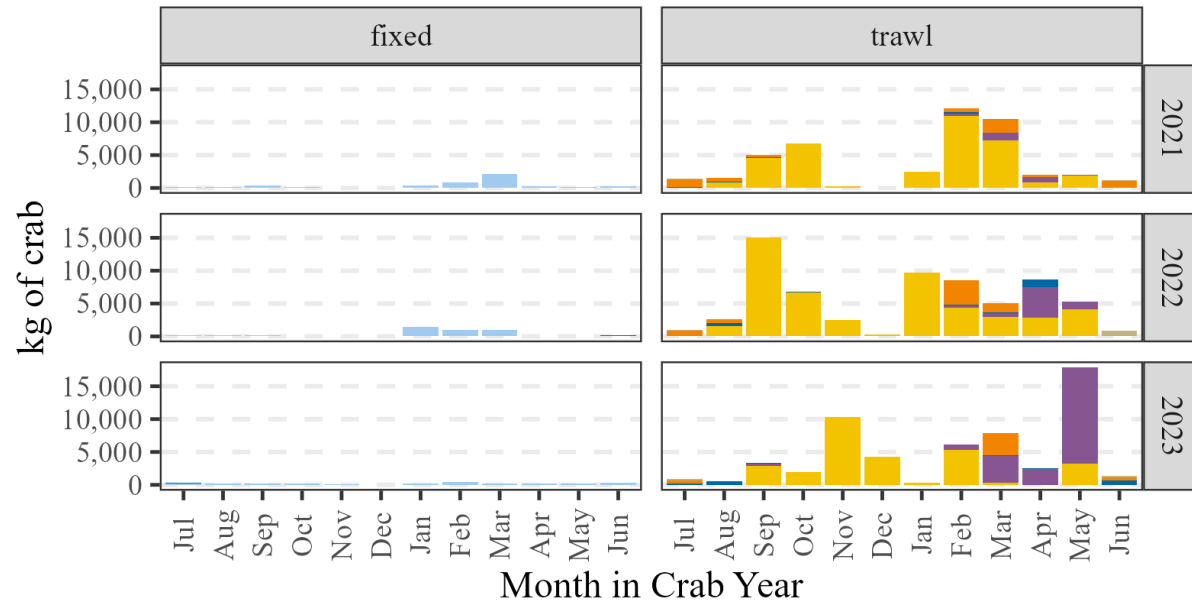 fixed
trawl
kg of crab
15,000
10,000
5,000
0
2021
15,000
10,000
5,000
0
2022
15,000
10,000
5,000
0
2023
Jul Aug Sep Oct Nov Dec Jan Feb Mar Apr May Jun
Jul Aug Sep Oct Nov Dec Jan Feb Mar Apr May Jun
Month in Crab Year